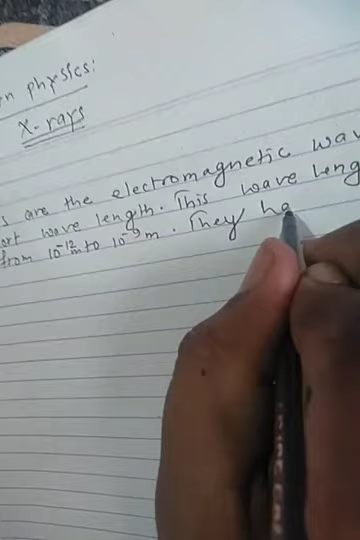 n physics:
X-rays
s are the electromagnetic wav
ort wave length. This wave leng
from 10⁻¹²m to 10⁻⁹m. They ha